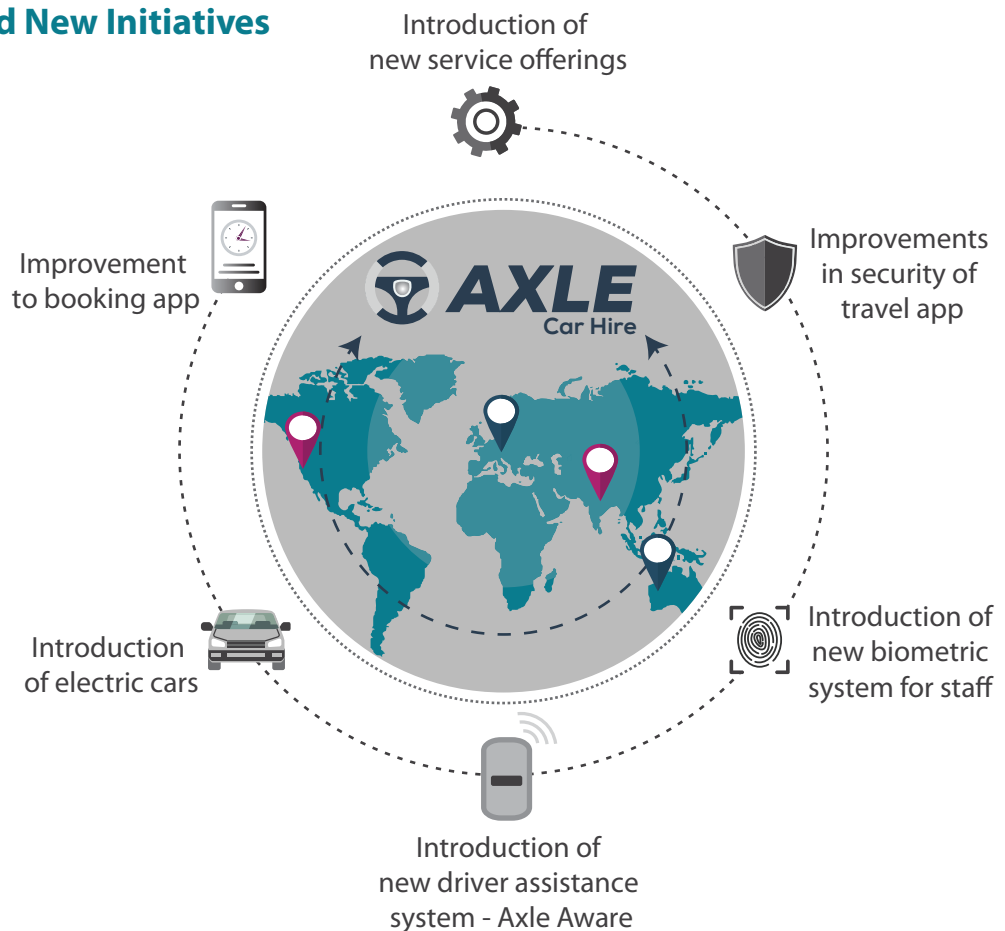 d New Initiatives
Introduction of
new service offerings
Improvements
in security of
travel app
Improvement
to booking app
AXLE
Car Hire
Introduction of
new biometric
system for staff
Introduction
of electric cars
Introduction of
new driver assistance
system - Axle Aware